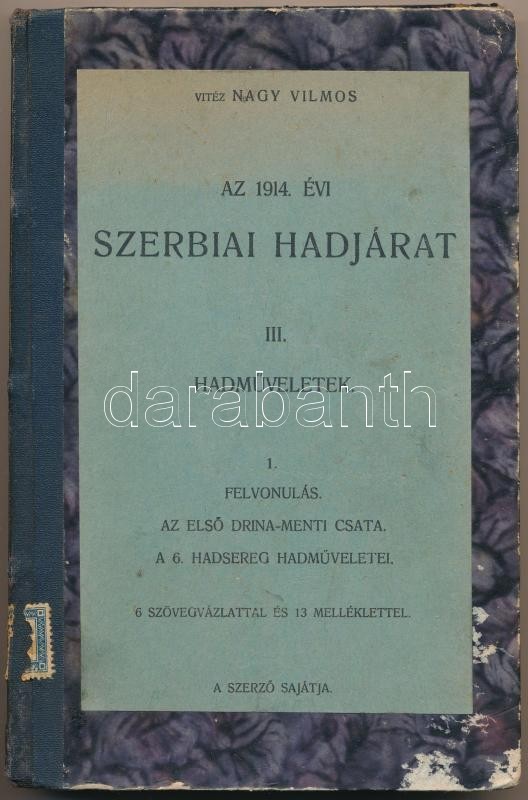 VITÉZ NAGY VILMOS
AZ 1914. ÉVI
SZERBIAI HADJÁRAT
III.
HADMŰVELETEK.
darabanth
1.
FELVONULÁS.
AZ ELSŐ DRINA-MENTI CSATA.
A 6. HADSEREG HADMŰVELETEI.
6 SZÖVEGVÁZLATTAL ÉS 13 MELLÉKLETTEL.
A SZERZŐ SAJÁTJA.